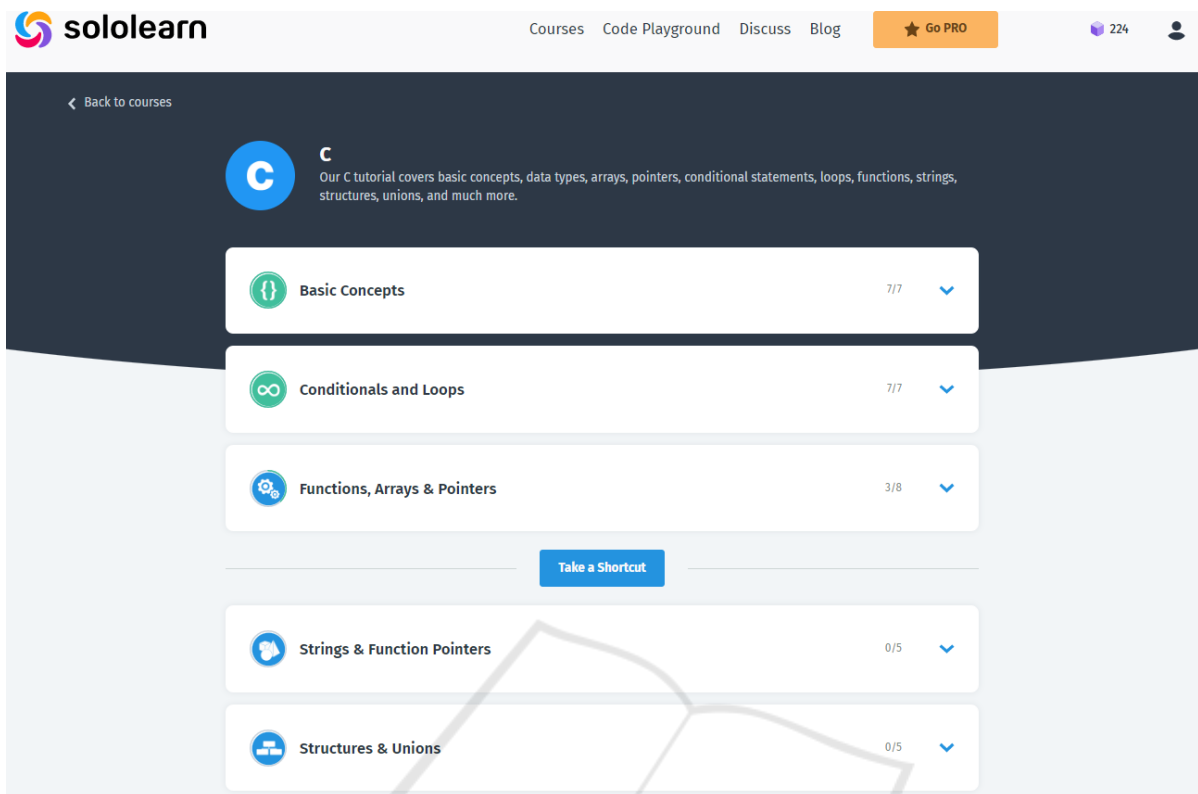 sololearn
Courses Code Playground Discuss Blog Go PRO 224
Back to courses
C
C
Our C tutorial covers basic concepts, data types, arrays, pointers, conditional statements, loops, functions, strings,
structures, unions, and much more.
{} Basic Concepts 7/7
Conditionals and Loops 7/7
Functions, Arrays & Pointers 3/8
Take a Shortcut
Strings & Function Pointers 0/5
Structures & Unions 0/5